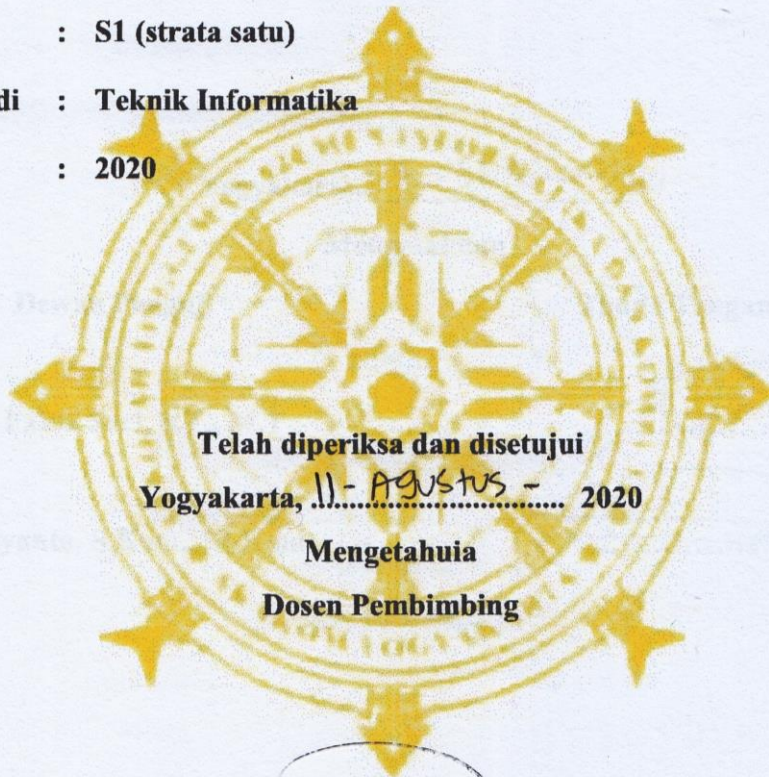 : S1 (strata satu)
di : Teknik Informatika
: 2020
Telah diperiksa dan disetujui
Yogyakarta, 11 - Agustus - 2020
Mengetahuia
Dosen Pembimbing